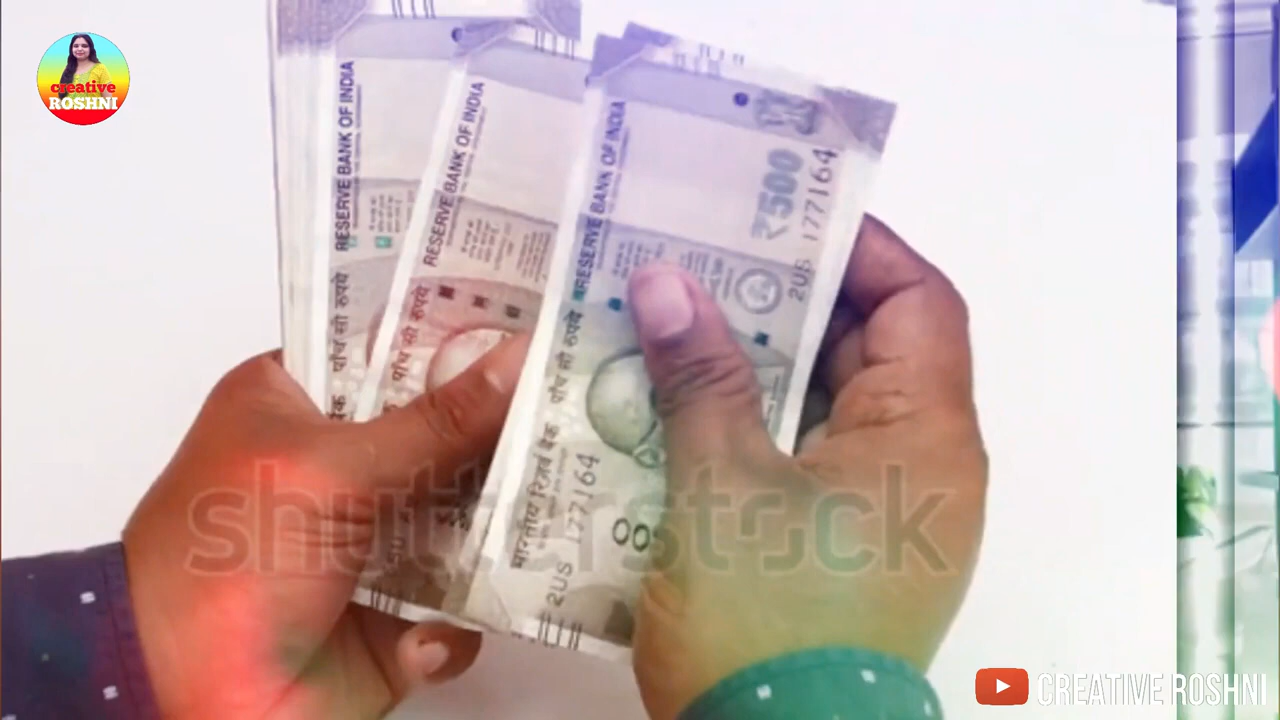 creative
ROSHNI
RESERVE BANK OF INDIA
पाँच सौ रुपये
RESERVE BANK OF INDIA
पाँच सौ रुपये
RESERVE BANK OF INDIA
पाँच सौ रुपये
भारतीय रिज़र्व बैंक
₹500
2US 177164
2US 177164
shutterstock
CREATIVE ROSHNI